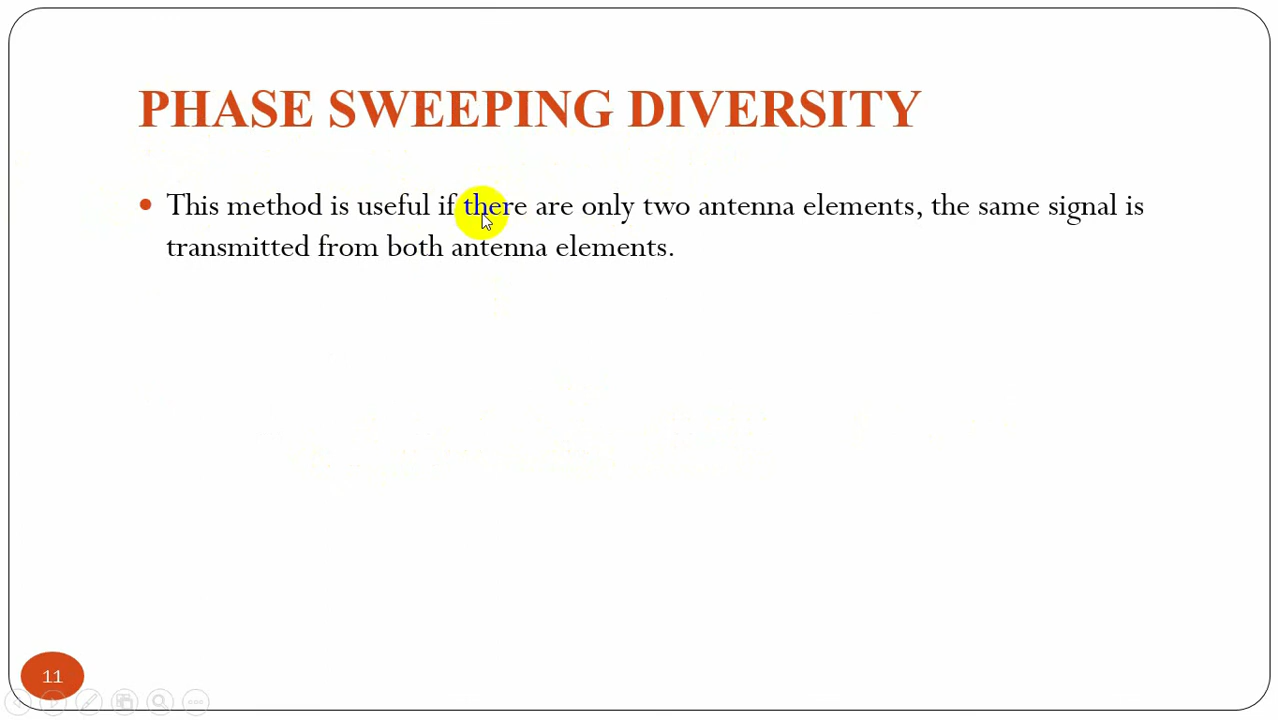 PHASE SWEEPING DIVERSITY
This method is useful if there are only two antenna elements, the same signal is
transmitted from both antenna elements.
11